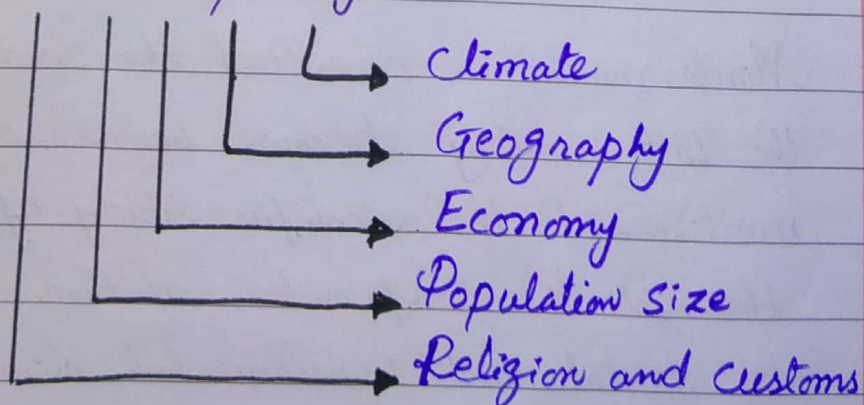 Climate
Geography
Economy
Population size
Religion and customs